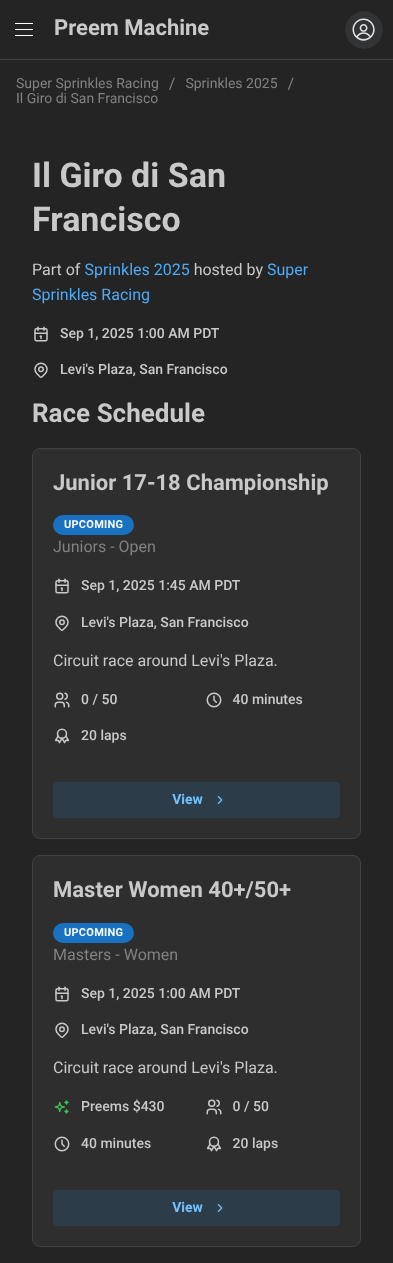 Preem Machine
Super Sprinkles Racing / Sprinkles 2025 /
Il Giro di San Francisco
Il Giro di San
Francisco
Part of Sprinkles 2025 hosted by Super
Sprinkles Racing
Sep 1, 2025 1:00 AM PDT
Levi's Plaza, San Francisco
Race Schedule
Junior 17-18 Championship
UPCOMING
Juniors - Open
Sep 1, 2025 1:45 AM PDT
Levi's Plaza, San Francisco
Circuit race around Levi's Plaza.
0 / 50 40 minutes
20 laps
View
Master Women 40+/50+
UPCOMING
Masters - Women
Sep 1, 2025 1:00 AM PDT
Levi's Plaza, San Francisco
Circuit race around Levi's Plaza.
Preems $430 0 / 50
40 minutes 20 laps
View